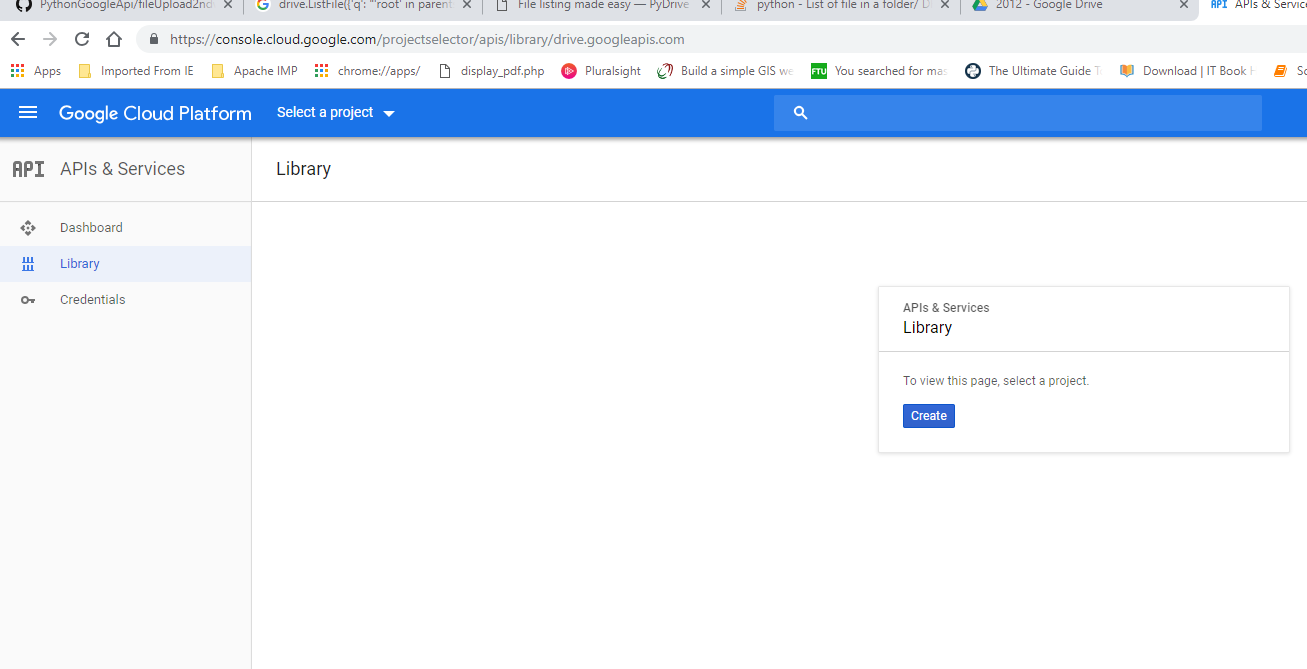 PythonGoogleApi/fileUpload2nd
drive.ListFile({'q': "'root' in parent
File listing made easy — PyDrive
python - List of file in a folder/
2012 - Google Drive
API APIs & Servic
https://console.cloud.google.com/projectselector/apis/library/drive.googleapis.com
Apps Imported From IE Apache IMP chrome://apps/ display_pdf.php Pluralsight Build a simple GIS we FTU You searched for mas The Ultimate Guide Download | IT Book
Google Cloud Platform Select a project
API APIs & Services
Library
Dashboard
Library
Credentials
APIs & Services
Library
To view this page, select a project.
Create